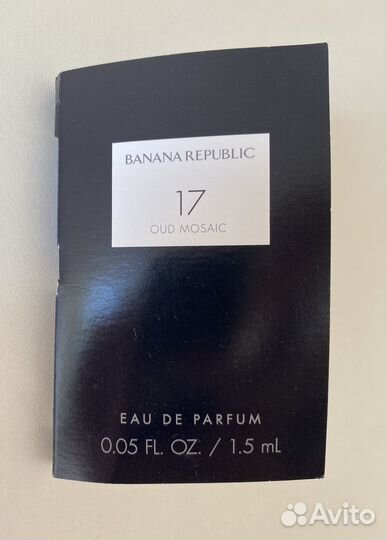 BANANA REPUBLIC
17
OUD MOSAIC
EAU DE PARFUM
0.05 FL. OZ. / 1.5 mL
Avito